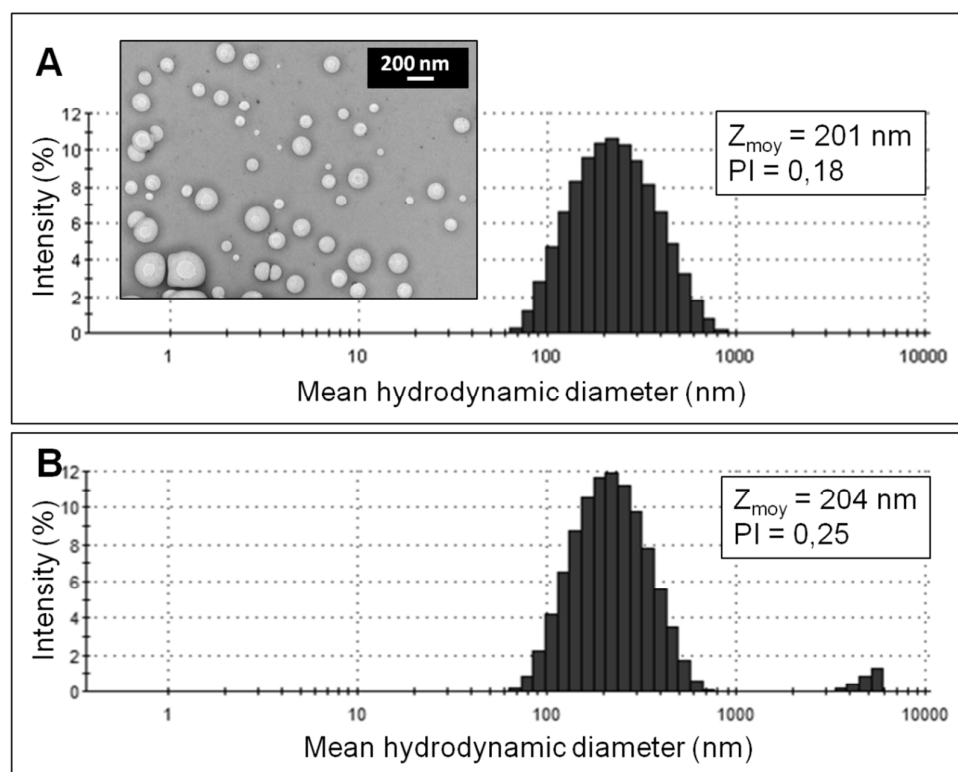 A
200 nm
Z_moy = 201 nm
PI = 0,18
Intensity (%)
12
10
8
6
4
2
0
1 10 100 1000 10000
Mean hydrodynamic diameter (nm)
B
Z_moy = 204 nm
PI = 0,25
Intensity (%)
12
10
8
6
4
2
0
1 10 100 1000 10000
Mean hydrodynamic diameter (nm)